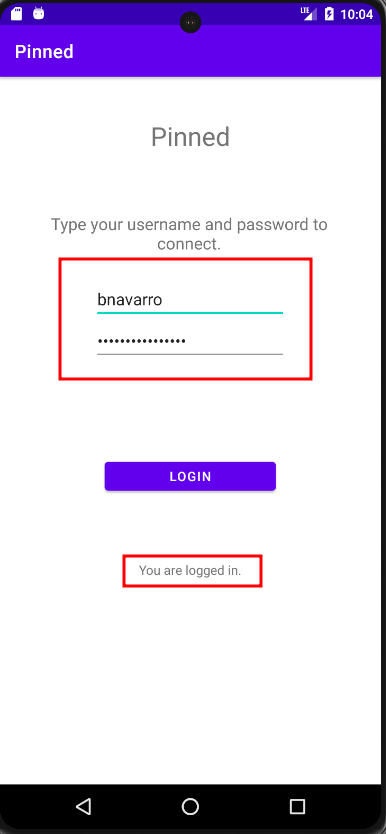 LTE
10:04
Pinned
Pinned
Type your username and password to
connect.
bnavarro
••••••••••••••••
LOGIN
You are logged in.